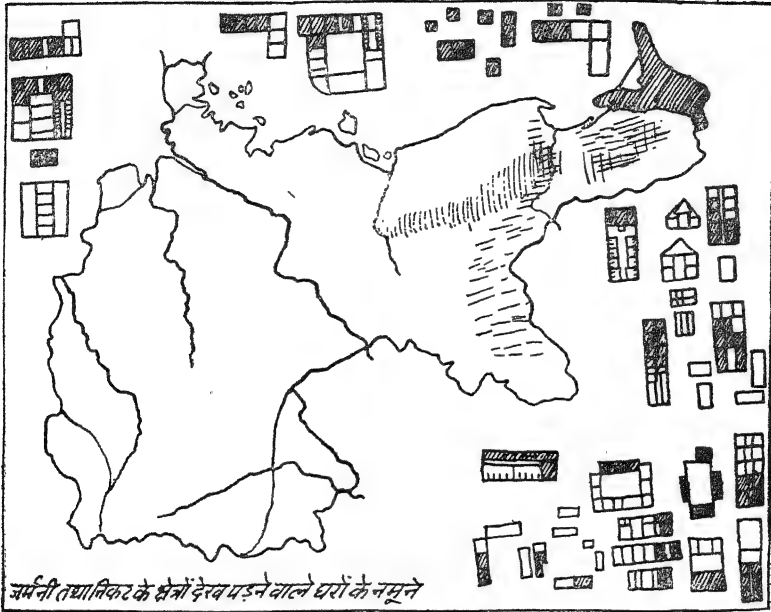 जर्मनी तथा निकट के क्षेत्रों देख पड़ने वाले घरों के नमूने